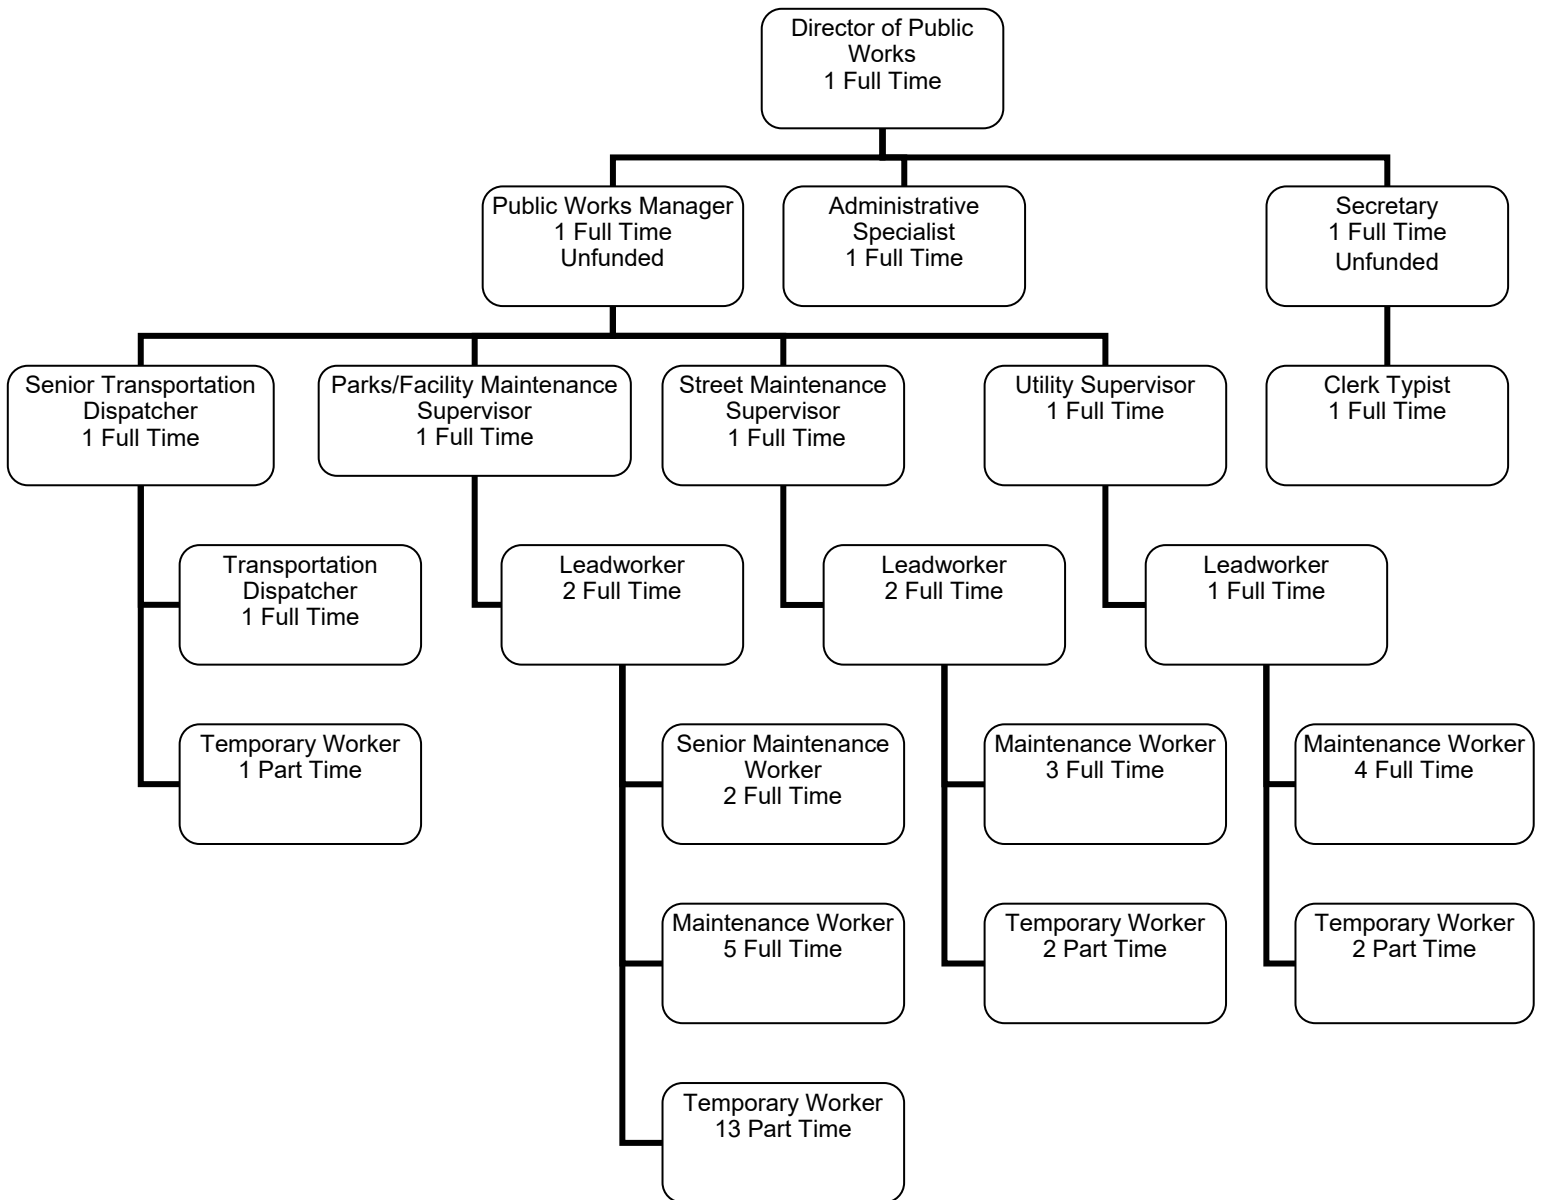 Director of Public
Works
1 Full Time
Public Works Manager
1 Full Time
Unfunded
Administrative
Specialist
1 Full Time
Secretary
1 Full Time
Unfunded
Senior Transportation
Dispatcher
1 Full Time
Parks/Facility Maintenance
Supervisor
1 Full Time
Street Maintenance
Supervisor
1 Full Time
Utility Supervisor
1 Full Time
Clerk Typist
1 Full Time
Transportation
Dispatcher
1 Full Time
Leadworker
2 Full Time
Leadworker
2 Full Time
Leadworker
1 Full Time
Temporary Worker
1 Part Time
Senior Maintenance
Worker
2 Full Time
Maintenance Worker
3 Full Time
Maintenance Worker
4 Full Time
Maintenance Worker
5 Full Time
Temporary Worker
2 Part Time
Temporary Worker
2 Part Time
Temporary Worker
13 Part Time